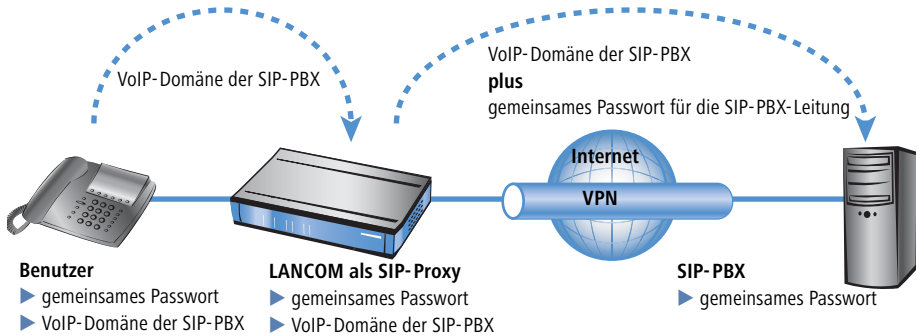 VoIP-Domäne der SIP-PBX
VoIP-Domäne der SIP-PBX
plus
gemeinsames Passwort für die SIP-PBX-Leitung
Internet
VPN
Benutzer
▶ gemeinsames Passwort
▶ VoIP-Domäne der SIP-PBX
LANCOM als SIP-Proxy
▶ gemeinsames Passwort
▶ VoIP-Domäne der SIP-PBX
SIP-PBX
▶ gemeinsames Passwort